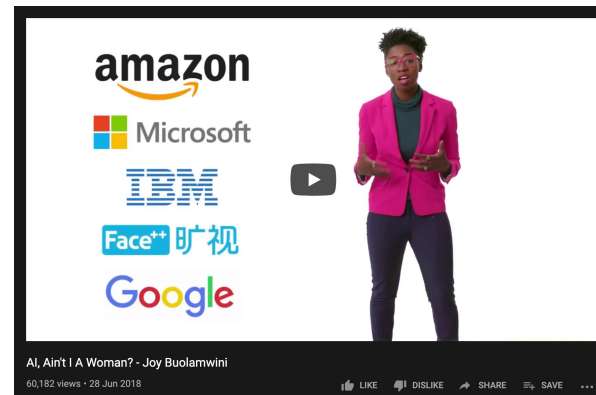 amazon
Microsoft
IBM
Face++ 旷视
Google
AI, Ain't I A Woman? - Joy Buolamwini
60,182 views • 28 Jun 2018
LIKE DISLIKE SHARE SAVE